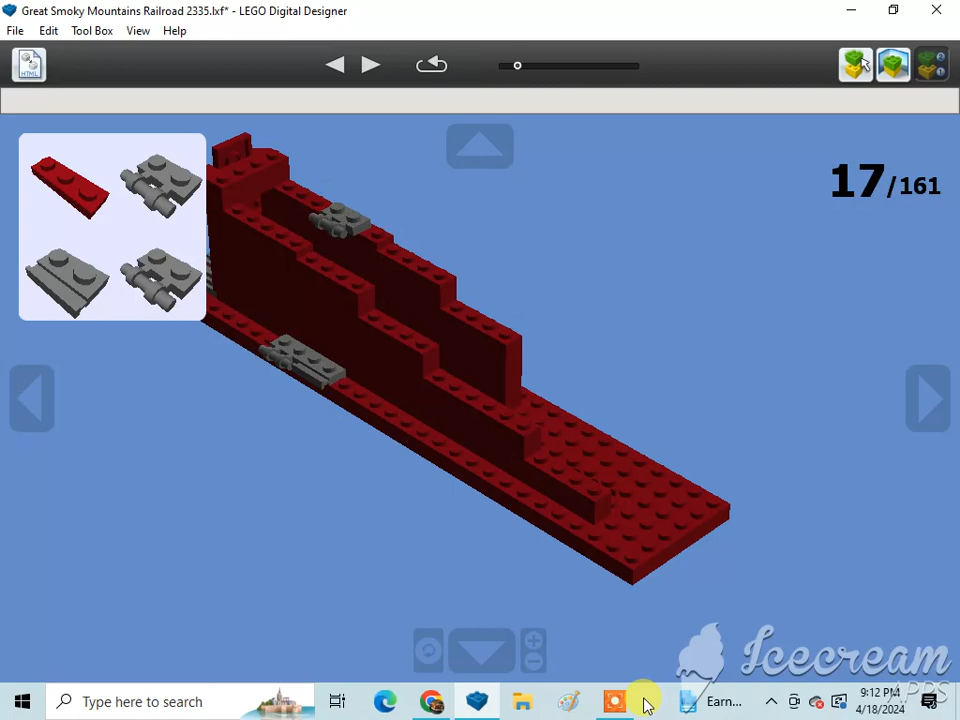 Great Smoky Mountains Railroad 2335.lxf* - LEGO Digital Designer
File Edit Tool Box View Help
HTML
17/161
Icecream
APPS
Type here to search
Earn...
9:12 PM
4/18/2024